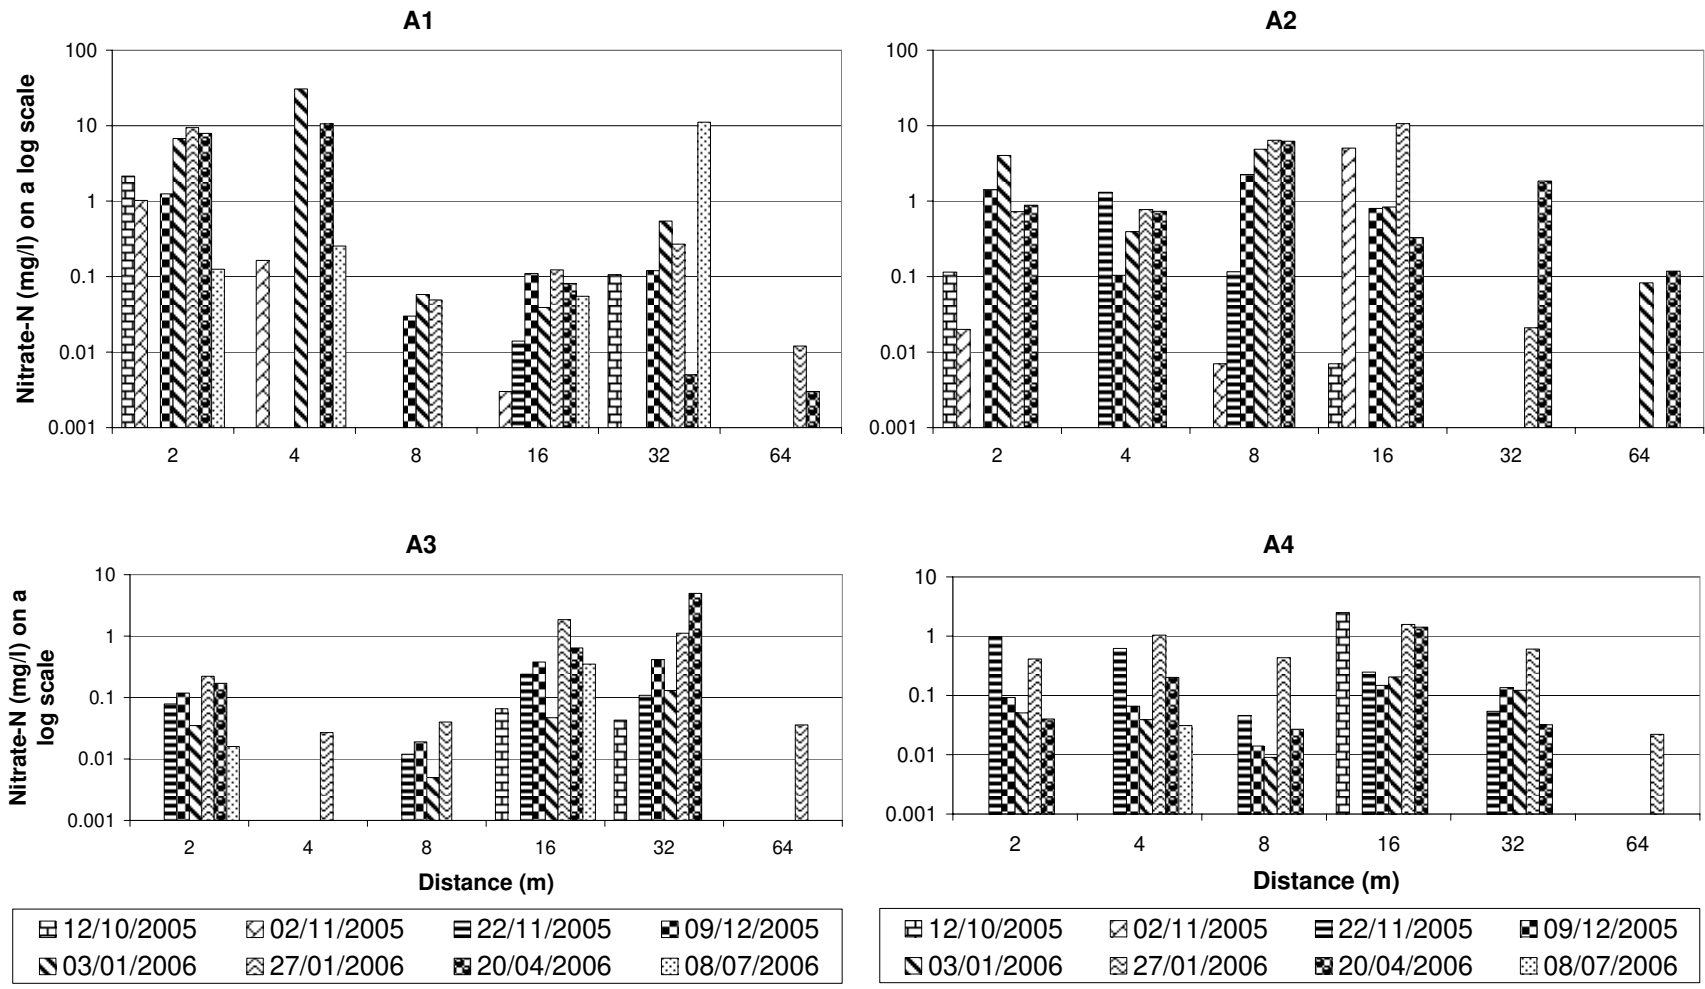 A1
Nitrate-N (mg/l) on a log scale
100
10
1
0.1
0.01
0.001
2 4 8 16 32 64
A2
100
10
1
0.1
0.01
0.001
2 4 8 16 32 64
A3
Nitrate-N (mg/l) on a
log scale
10
1
0.1
0.01
0.001
2 4 8 16 32 64
Distance (m)
A4
10
1
0.1
0.01
0.001
2 4 8 16 32 64
Distance (m)
12/10/2005 02/11/2005 22/11/2005 09/12/2005
03/01/2006 27/01/2006 20/04/2006 08/07/2006
12/10/2005 02/11/2005 22/11/2005 09/12/2005
03/01/2006 27/01/2006 20/04/2006 08/07/2006